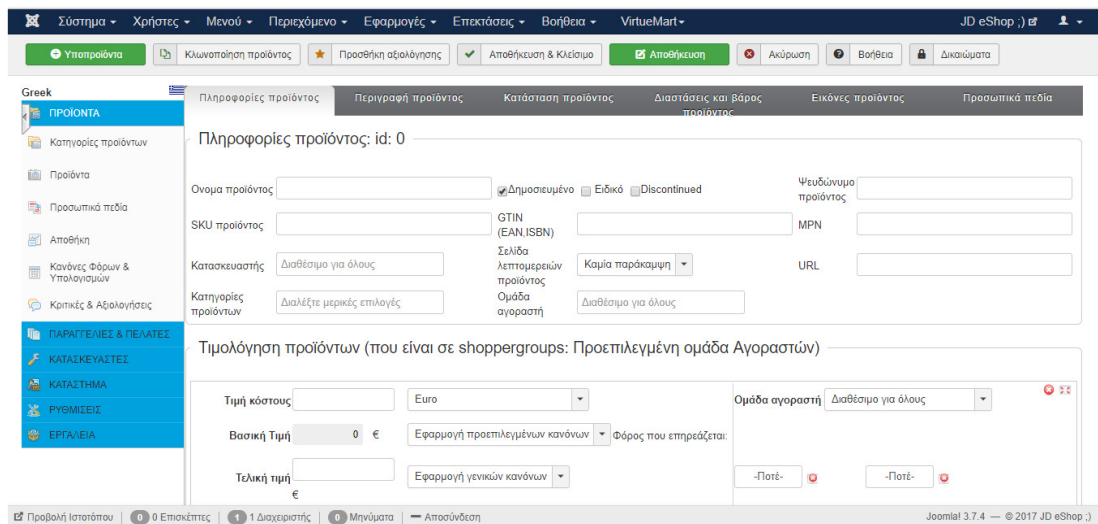 Σύστημα Χρήστες Μενού Περιεχόμενο Εφαρμογές Επεκτάσεις Βοήθεια VirtueMart JD eShop ;)
Υποπροϊόντα Κλωνοποίηση προϊόντος Προσθήκη αξιολόγησης Αποθήκευση & Κλείσιμο Αποθήκευση Ακύρωση Βοήθεια Δικαιώματα
Greek
ΠΡΟΪΟΝΤΑ
Κατηγορίες προϊόντων
Προϊόντα
Προσωπικά πεδία
Αποθήκη
Κανόνες Φόρων &
Υπολογισμών
Κριτικές & Αξιολογήσεις
ΠΑΡΑΓΓΕΛΙΕΣ & ΠΕΛΑΤΕΣ
ΚΑΤΑΣΚΕΥΑΣΤΕΣ
ΚΑΤΑΣΤΗΜΑ
ΡΥΘΜΙΣΕΙΣ
ΕΡΓΑΛΕΙΑ
Πληροφορίες προϊόντος Περιγραφή προϊόντος Κατάσταση προϊόντος Διαστάσεις και βάρος Εικόνες προϊόντος Προσωπικά πεδία
προϊόντος
Πληροφορίες προϊόντος: id: 0
Ονομα προϊόντος Δημοσιευμένο Ειδικό Discontinued Ψευδώνυμο
προϊόντος
SKU προϊόντος GTIN
(EAN,ISBN) MPN
Κατασκευαστής Διαθέσιμο για όλους Σελίδα
λεπτομερειών
προϊόντος Καμία παράκαμψη URL
Κατηγορίες
προϊόντων Διαλέξτε μερικές επιλογές Ομάδα
αγοραστή Διαθέσιμο για όλους
Τιμολόγηση προϊόντων (που είναι σε shoppergroups: Προεπιλεγμένη ομάδα Αγοραστών)
Τιμή κόστους Euro Ομάδα αγοραστή Διαθέσιμο για όλους
Βασική Τιμή 0 € Εφαρμογή προεπιλεγμένων κανόνων Φόρος που επηρεάζεται:
Τελική τιμή Εφαρμογή γενικών κανόνων -Ποτέ- -Ποτέ-
€
Προβολή Ιστοτόπου 0 0 Επισκέπτες 1 1 Διαχειριστής 0 Μηνύματα Αποσύνδεση Joomla! 3.7.4 — © 2017 JD eShop ;)